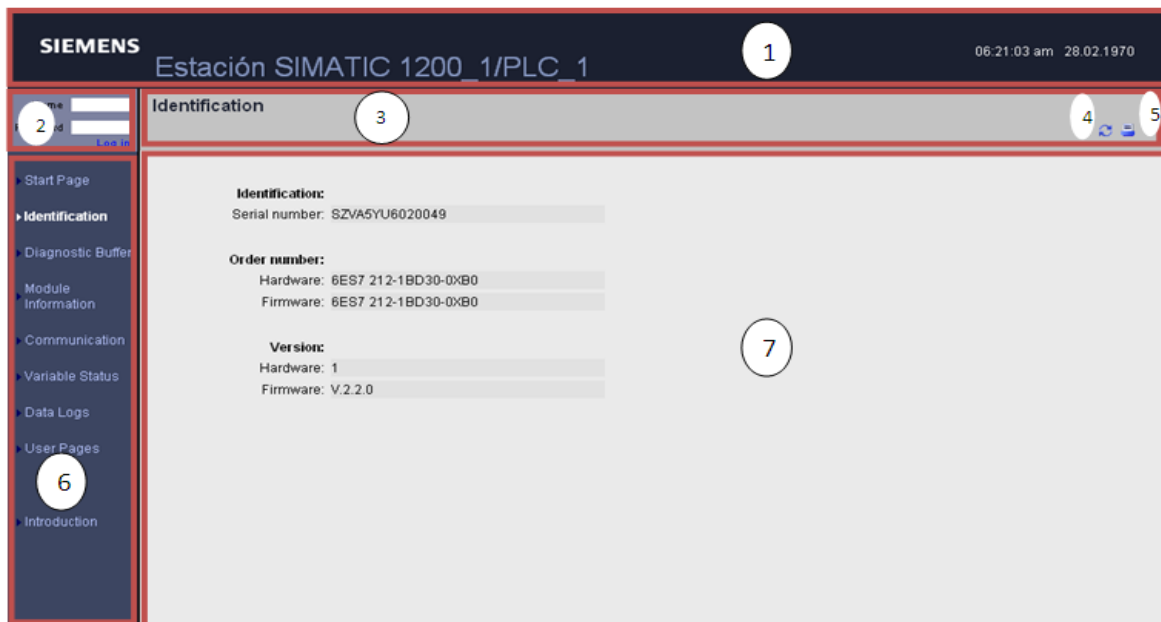 SIEMENS
Estación SIMATIC 1200_1/PLC_1
1
06:21:03 am 28.02.1970
2
Log in
Identification
3
4
5
Start Page
Identification
Diagnostic Buffer
Module
Information
Communication
Variable Status
Data Logs
User Pages
6
Introduction
Identification:
Serial number: SZVA5YU6020049
Order number:
Hardware: 6ES7 212-1BD30-0XB0
Firmware: 6ES7 212-1BD30-0XB0
Version:
Hardware: 1
Firmware: V.2.2.0
7